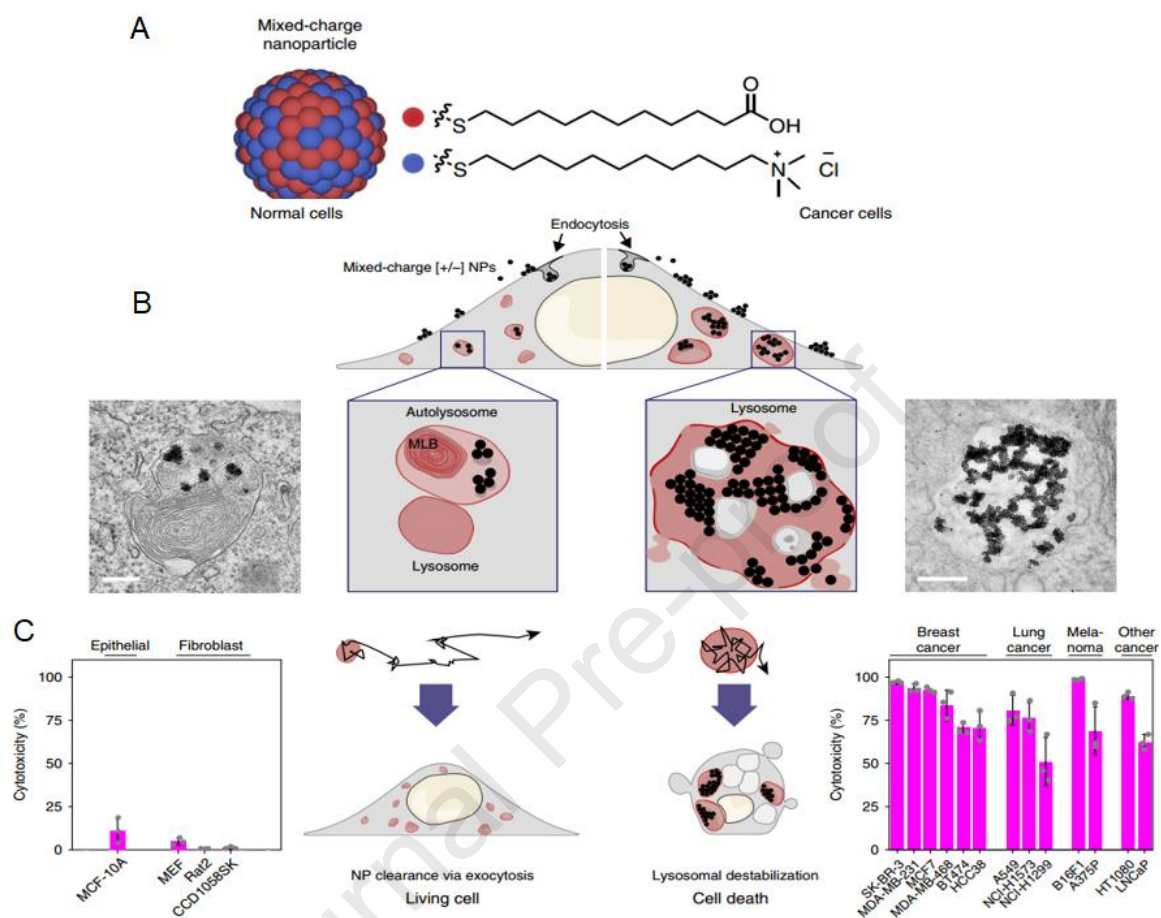 A
Mixed-charge
nanoparticle
S
O
OH
S
N
+
−
Cl
Normal cells
Cancer cells
Endocytosis
Mixed-charge [+/−] NPs
B
Autolysosome
MLB
Lysosome
Lysosome
C
Epithelial
Fibroblast
Cytotoxicity (%)
100
75
50
25
0
MCF-10A
MEF
Rat2
CCD1058SK
NP clearance via exocytosis
Living cell
Lysosomal destabilization
Cell death
Breast
cancer
Lung
cancer
Mela-
noma
Other
cancer
Cytotoxicity (%)
100
75
50
25
0
SK-BR-3
MDA-MB-231
MCF7
MDA-MB-468
BT474
HCC38
A549
NCI-H1573
NCI-H1299
B16F1
A375P
HT1080
LNCaP
urnal Pre-proof